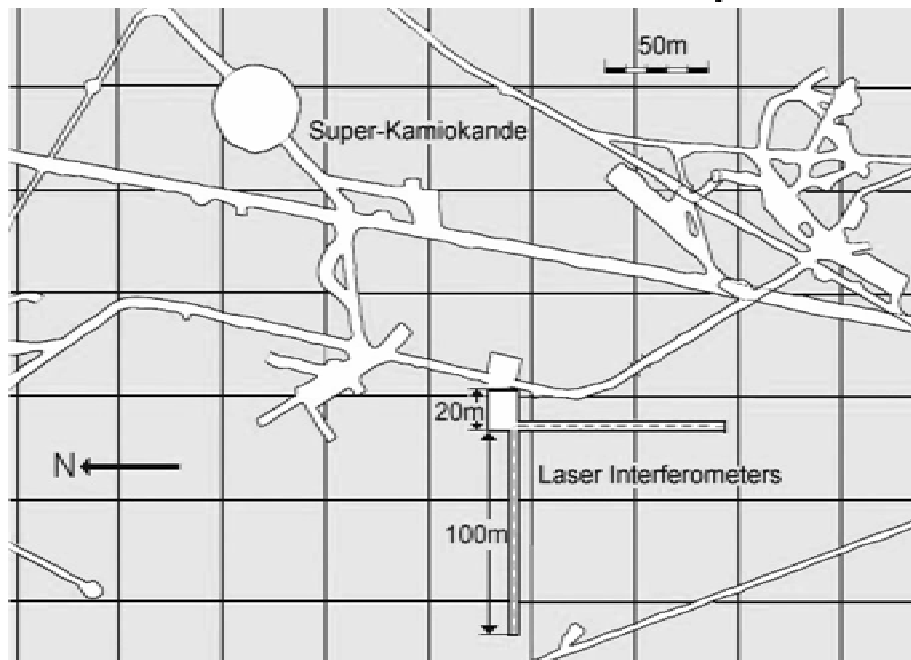 50m
Super-Kamiokande
20m
N
Laser Interferometers
100m